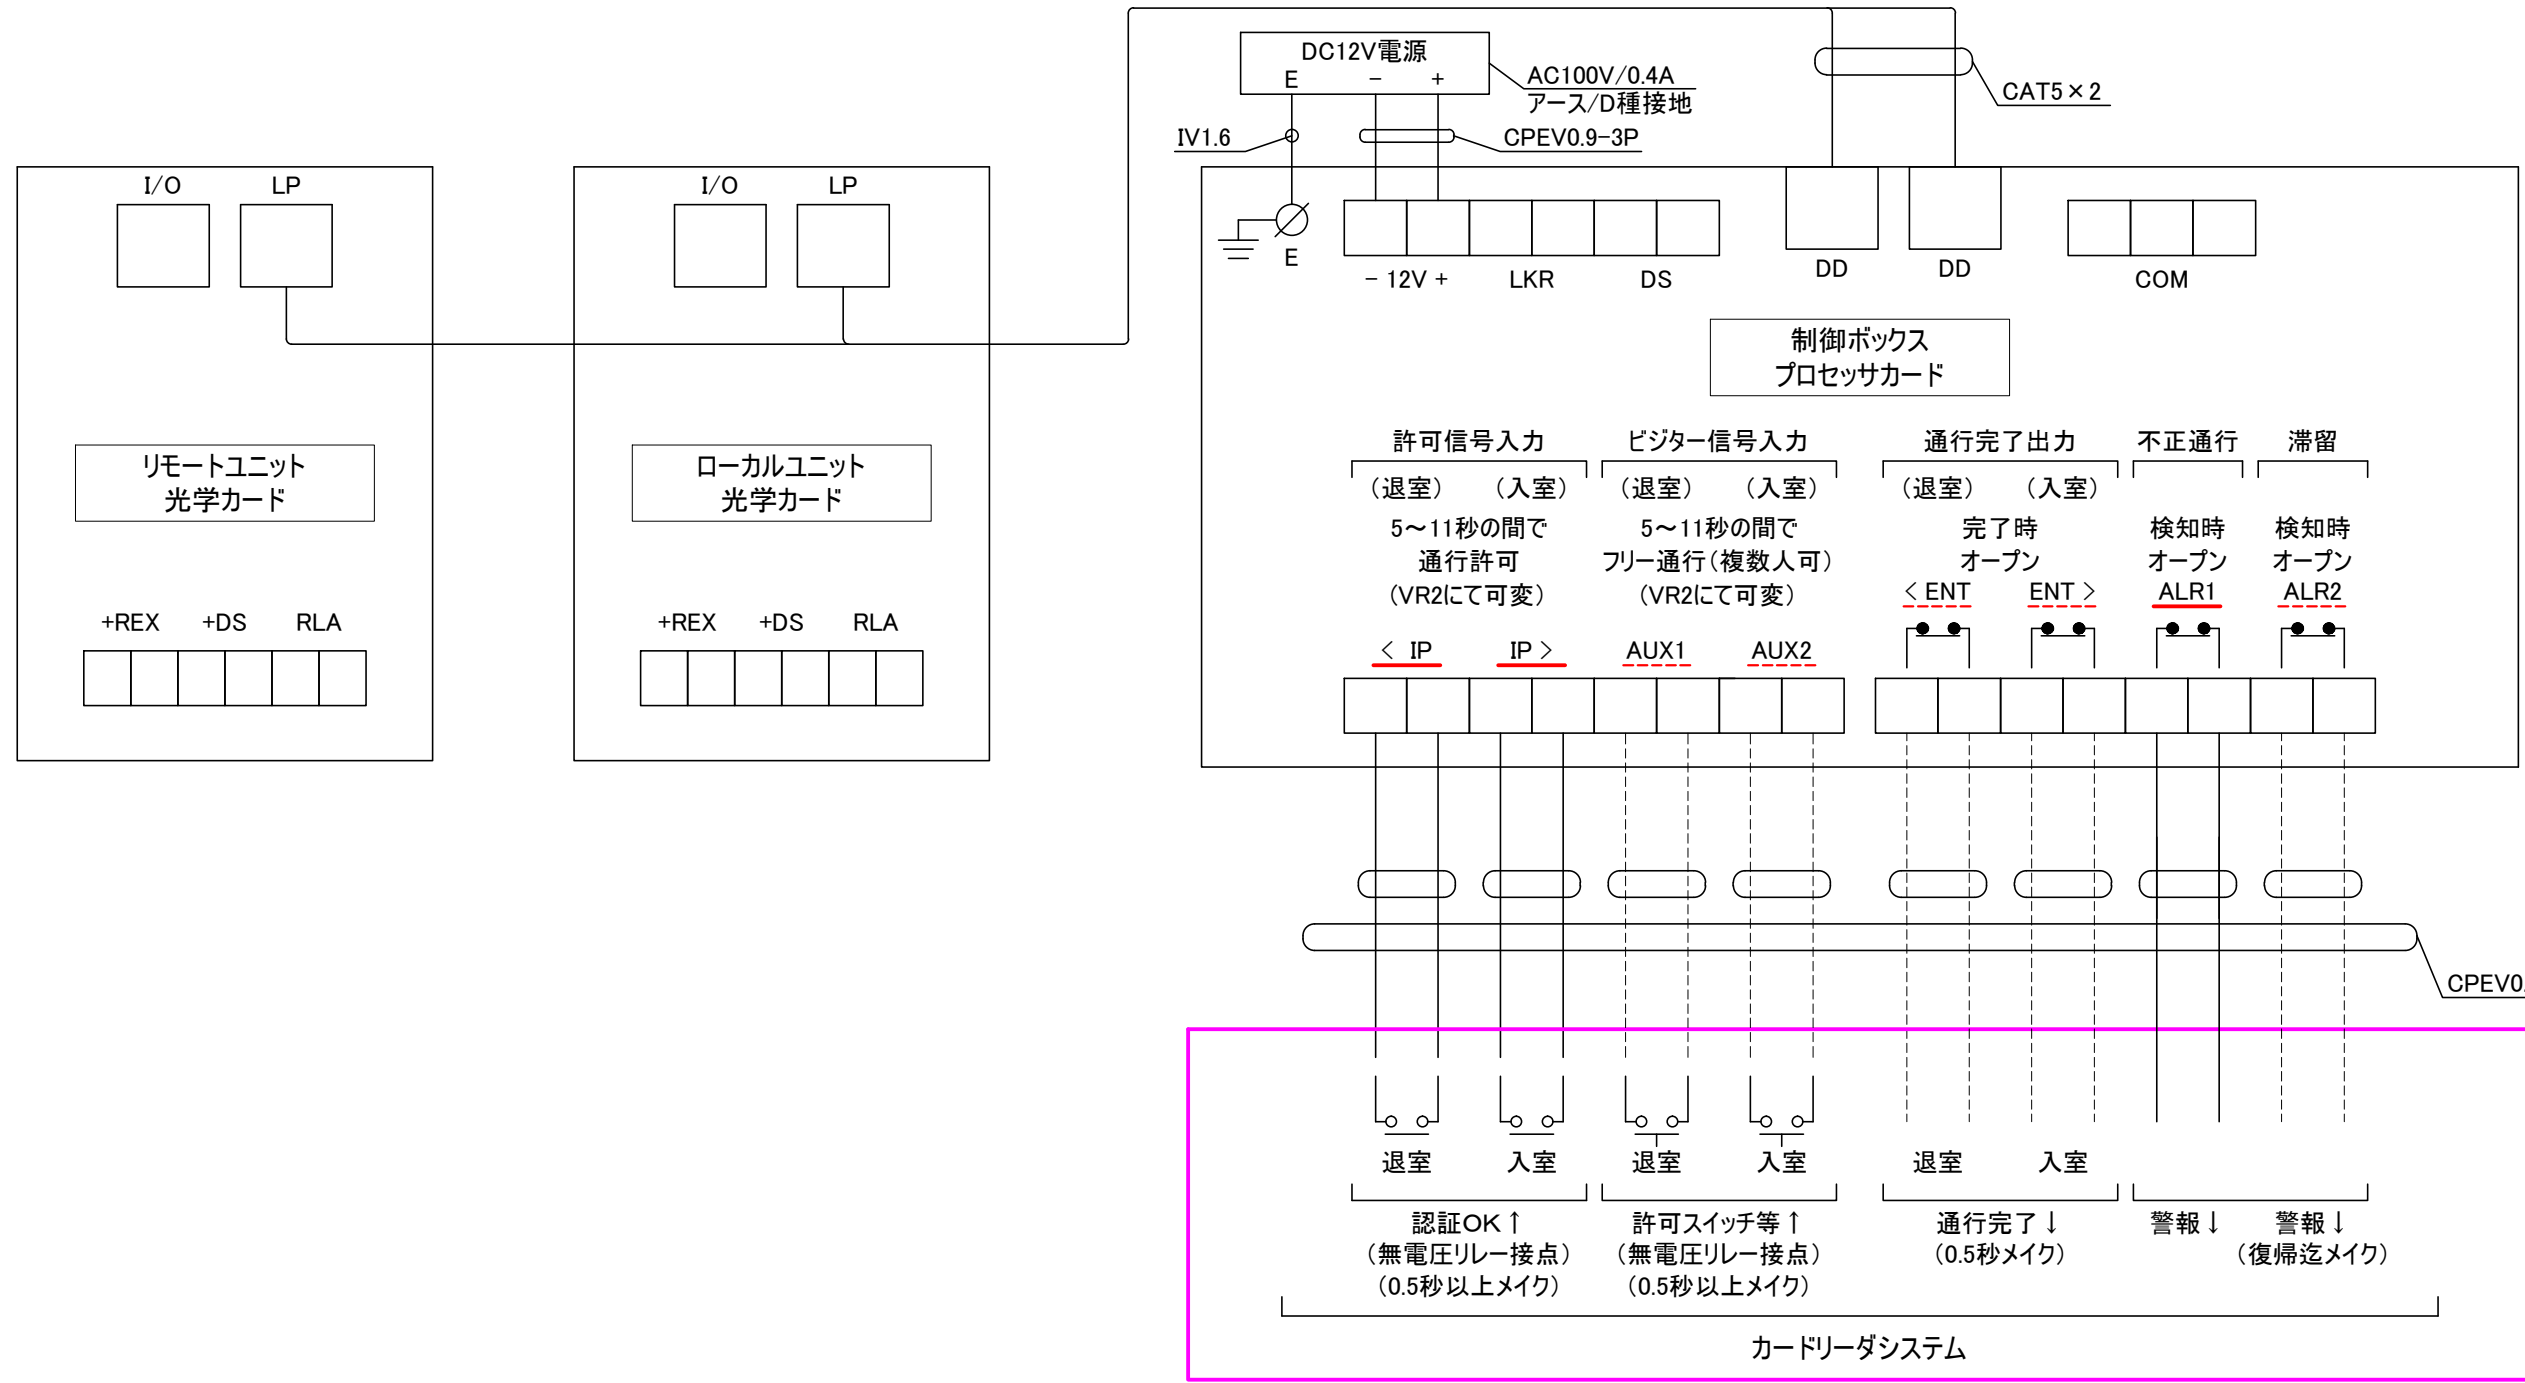 DC12V電源
E － +
AC100V/0.4A
アース/D種接地
CAT5×2
IV1.6
CPEV0.9-3P
I/O LP
I/O LP
E
- 12V +
LKR
DS
DD
DD
COM
制御ボックス
プロセッサカード
リモートユニット
光学カード
ローカルユニット
光学カード
+REX +DS RLA
+REX +DS RLA
許可信号入力
（退室） （入室）
5～11秒の間で
通行許可
（VR2にて可変）
< IP IP >
ビジター信号入力
（退室） （入室）
5～11秒の間で
フリー通行（複数人可）
（VR2にて可変）
AUX1 AUX2
通行完了出力
（退室） （入室）
完了時
オープン
< ENT ENT >
不正通行
検知時
オープン
ALR1
滞留
検知時
オープン
ALR2
CPEV0.
退室 入室 退室 入室 退室 入室
認証OK↑
（無電圧リレー接点）
（0.5秒以上メイク）
許可スイッチ等↑
（無電圧リレー接点）
（0.5秒以上メイク）
通行完了↓
（0.5秒メイク）
警報↓
警報↓
（復帰迄メイク）
カードリーダシステム